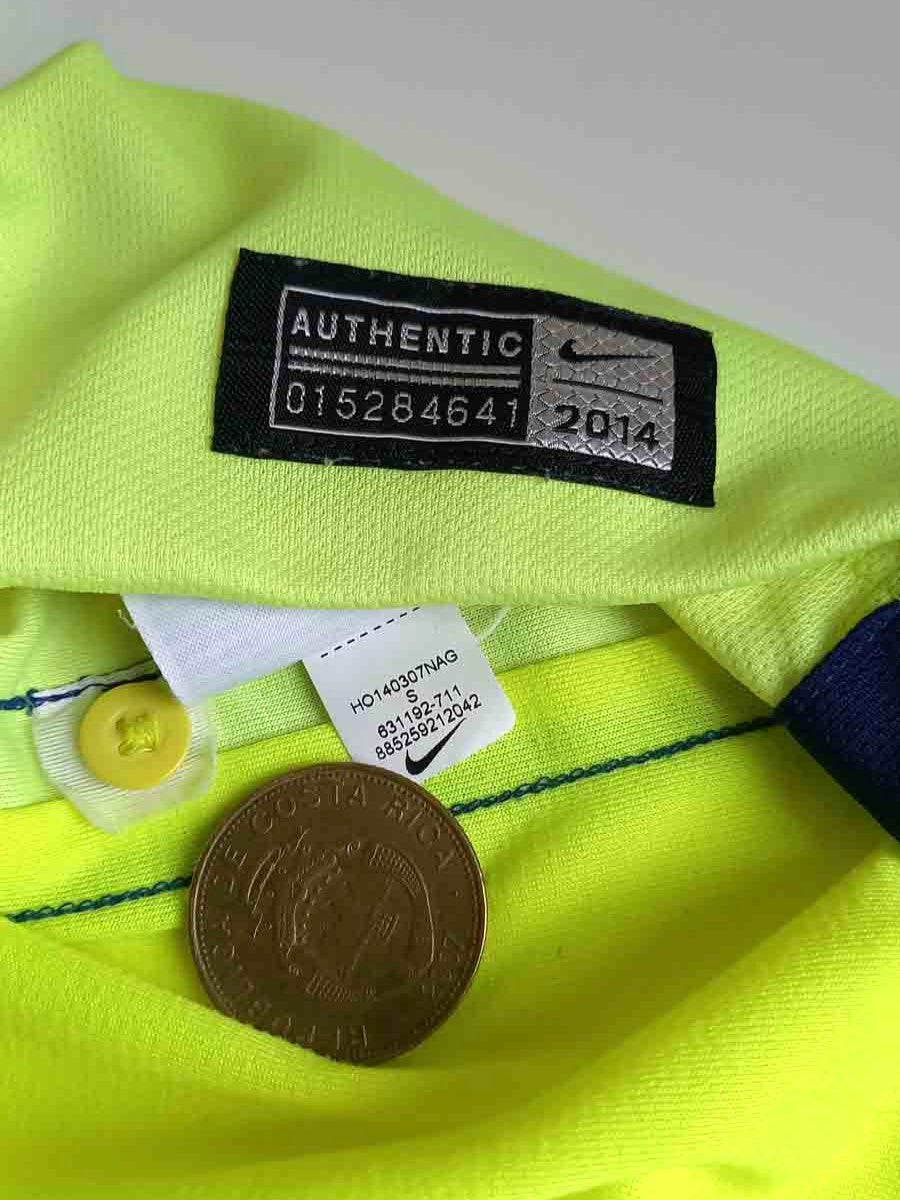 AUTHENTIC
015284641
2014
HO140307NAG
S
631192-711
885259212042
REPUBLICA DE COSTA RICA